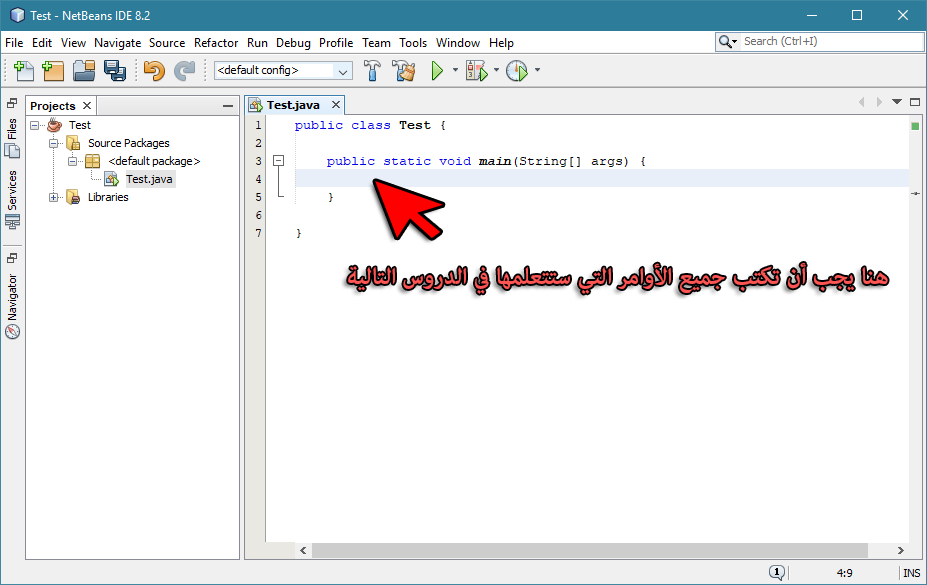 Test - NetBeans IDE 8.2
File Edit View Navigate Source Refactor Run Debug Profile Team Tools Window Help
Search (Ctrl+I)
<default config>
Files
Services
Navigator
Projects
Test
Source Packages
<default package>
Test.java
Libraries
Test.java
1 public class Test {
2
3 public static void main(String[] args) {
4
5 }
6
7 }
هنا يجب أن تكتب جميع الأوامر التي ستتعلمها في الدروس التالية
1
4:9
INS